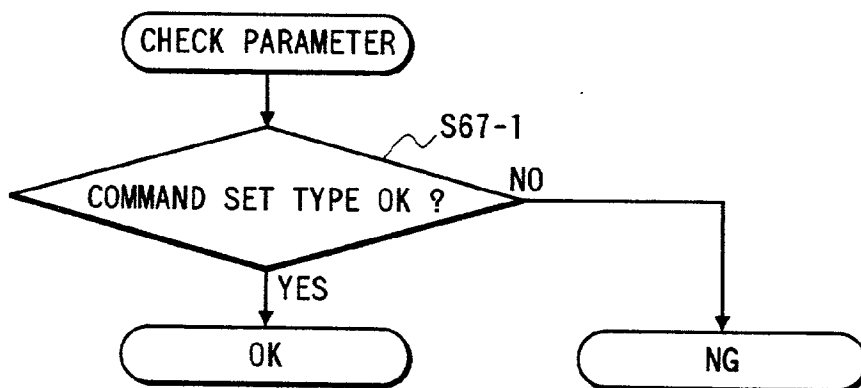 CHECK PARAMETER
S67-1
COMMAND SET TYPE OK ?
NO
YES
OK
NG